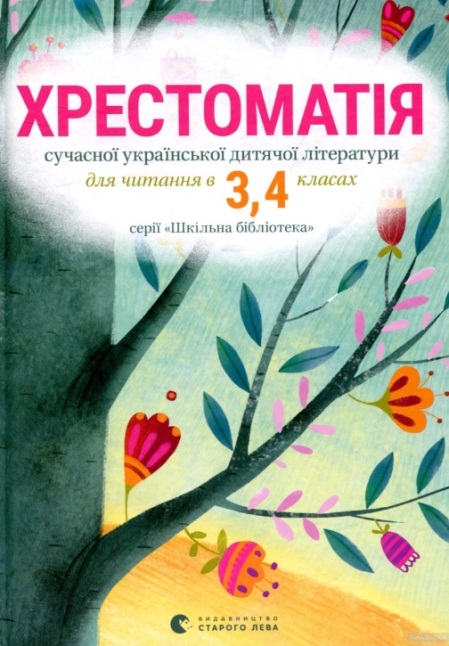 ХРЕСТОМАТІЯ
сучасної української дитячої літератури
для читання в 3, 4 класах
серії «Шкільна бібліотека»
ВИДАВНИЦТВО
СТАРОГО ЛЕВА